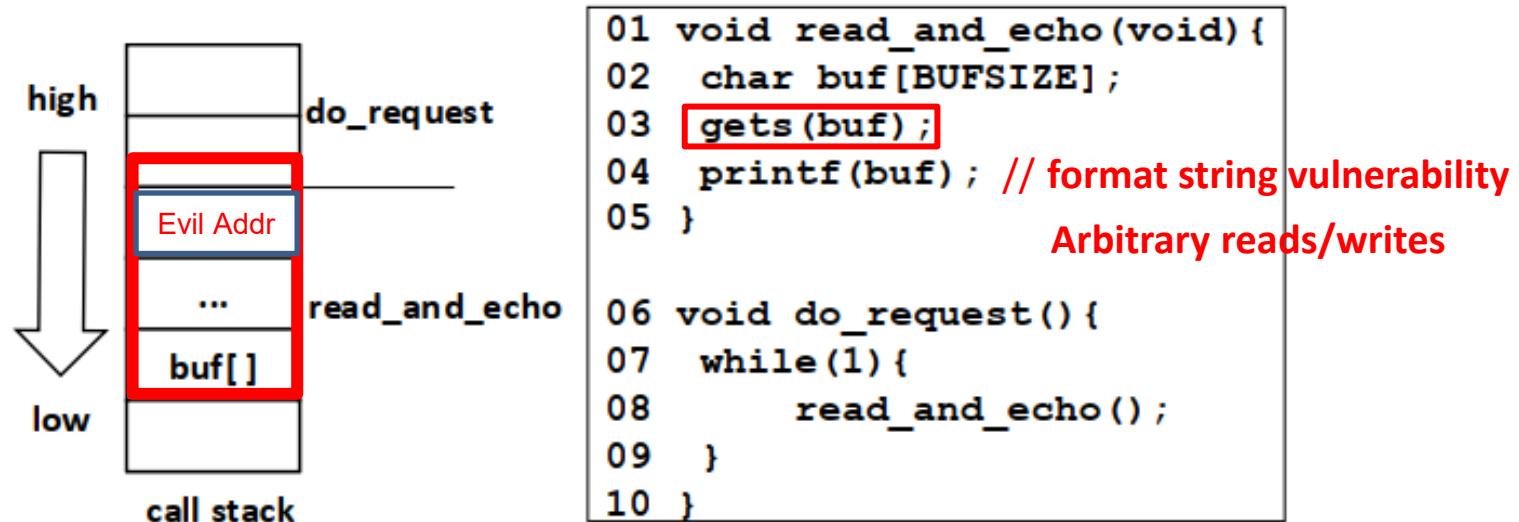 high
do_request
Evil Addr
...
read_and_echo
buf[ ]
low
call stack
01 void read_and_echo(void){
02 char buf[BUFSIZE];
03 gets(buf);
04 printf(buf); // format string vulnerability
Arbitrary reads/writes
05 }
06 void do_request(){
07 while(1){
08 read_and_echo();
09 }
10 }